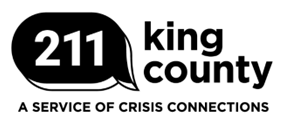 211
king
county
A SERVICE OF CRISIS CONNECTIONS